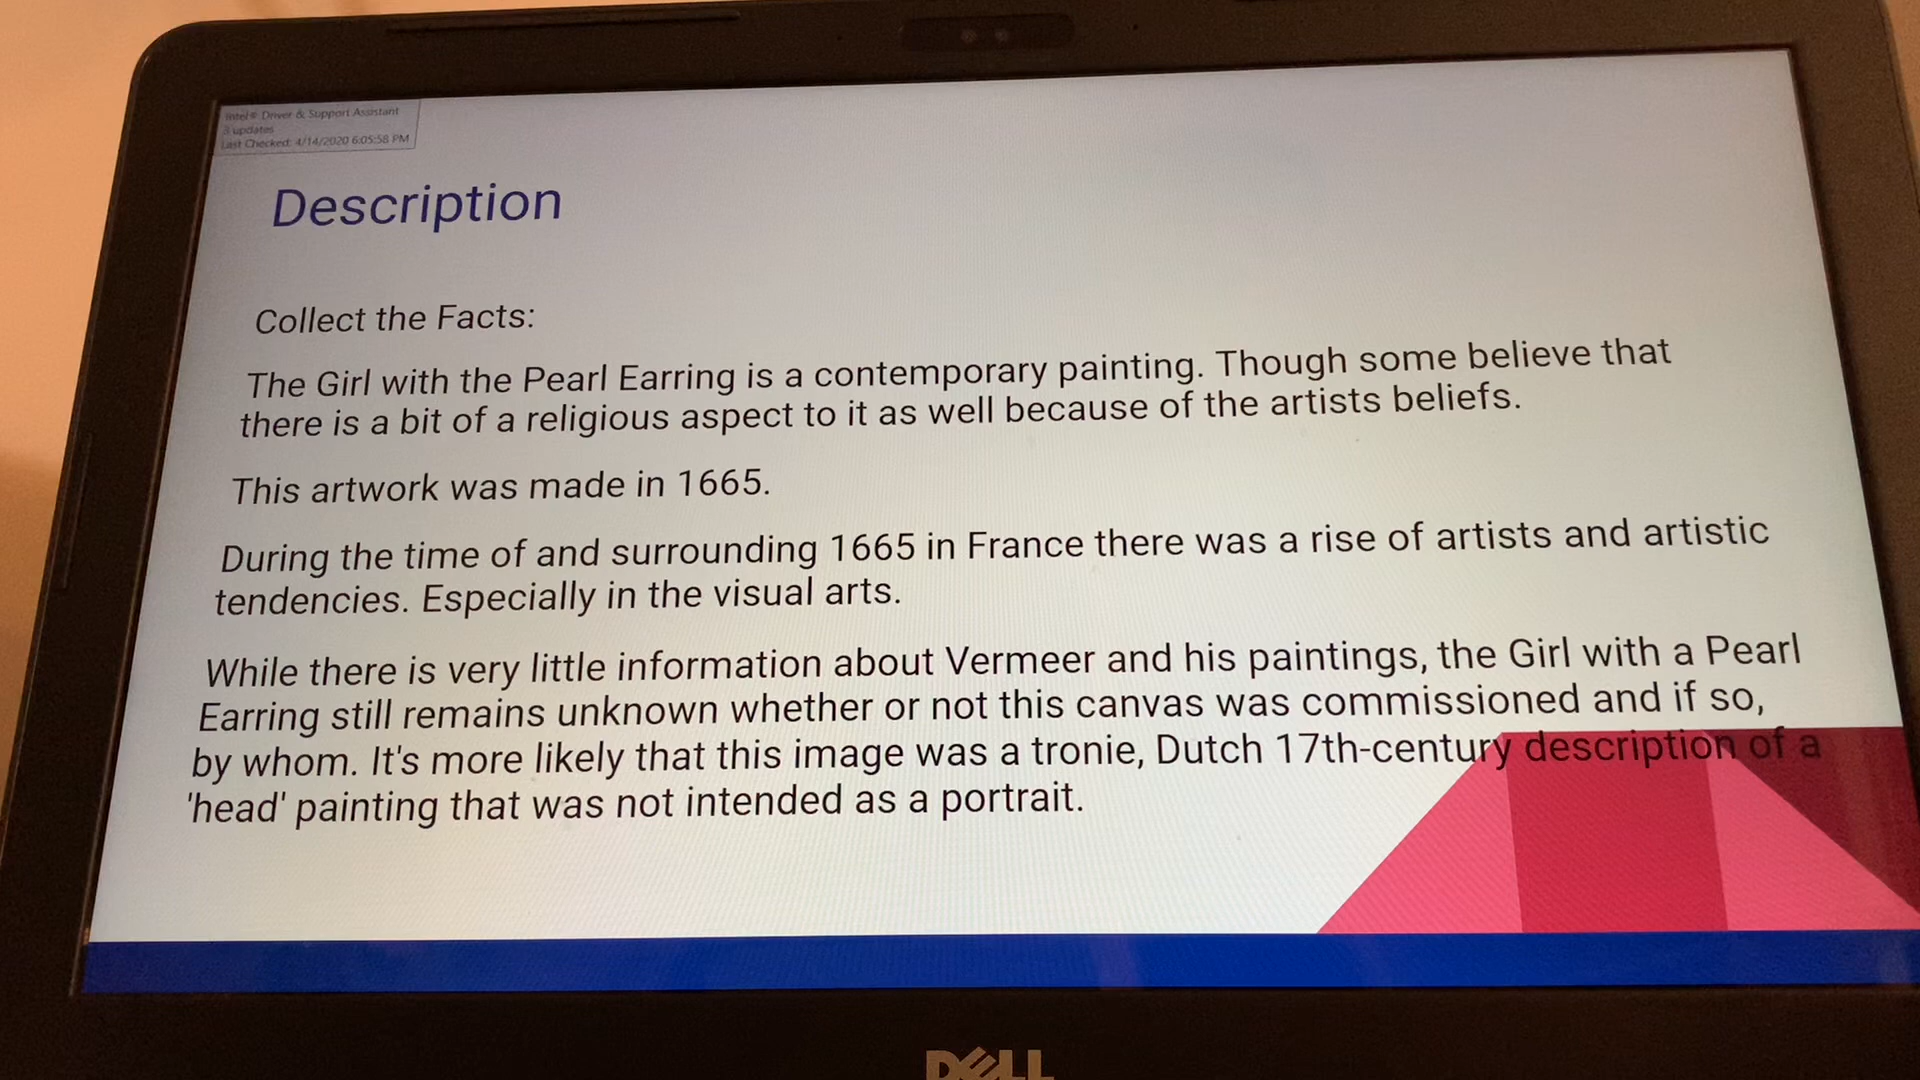 Intel® Driver & Support Assistant
3 updates
Last Checked: 4/14/2020 6:05:58 PM
Description
Collect the Facts:
The Girl with the Pearl Earring is a contemporary painting. Though some believe that
there is a bit of a religious aspect to it as well because of the artists beliefs.
This artwork was made in 1665.
During the time of and surrounding 1665 in France there was a rise of artists and artistic
tendencies. Especially in the visual arts.
While there is very little information about Vermeer and his paintings, the Girl with a Pearl
Earring still remains unknown whether or not this canvas was commissioned and if so,
by whom. It's more likely that this image was a tronie, Dutch 17th-century description of a
'head' painting that was not intended as a portrait.
DELL